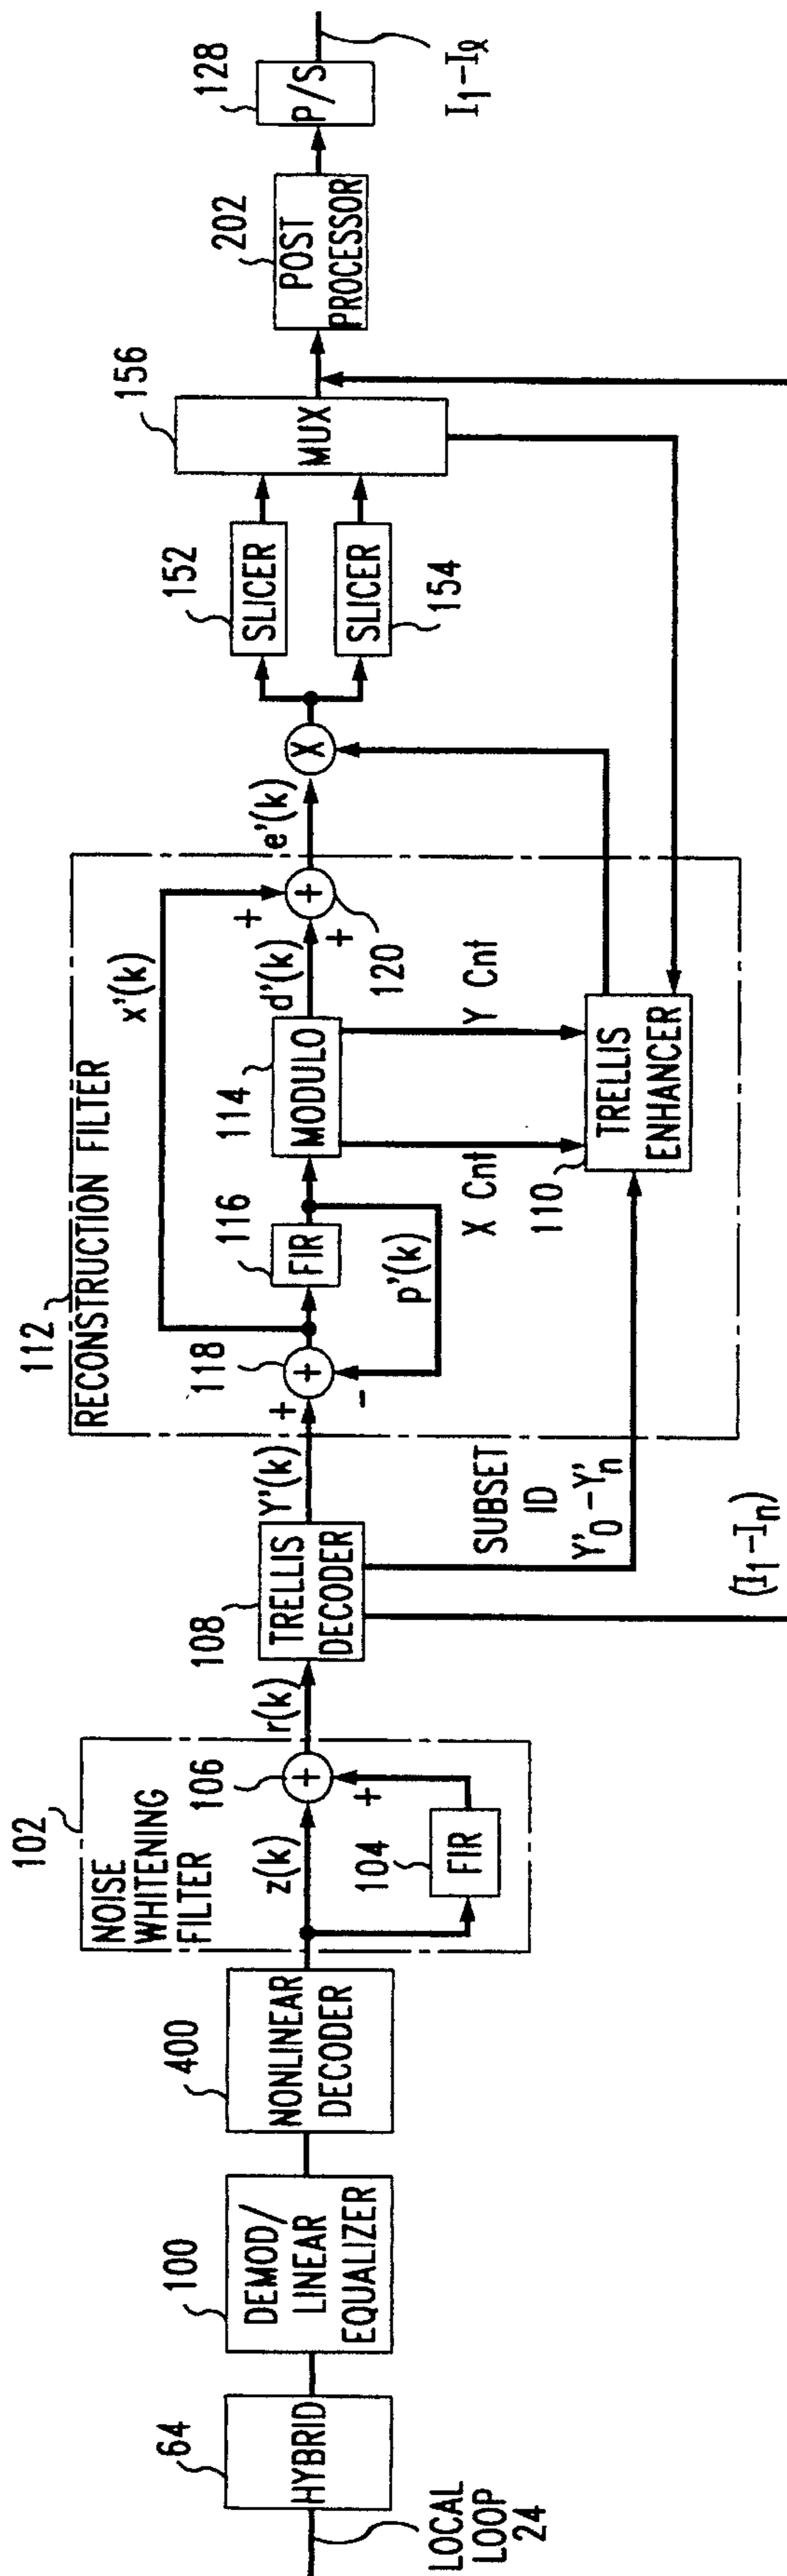 LOCAL
LOOP
24
64
HYBRID
100
DEMOD/
LINEAR
EQUALIZER
400
NONLINEAR
DECODER
102
NOISE
WHITENING
FILTER
z(k)
106
+
+
104
FIR
r(k)
108
TRELLIS
DECODER
Y'(k)
SUBSET
ID
Y'0-Y'n
(I1-In)
112
RECONSTRUCTION FILTER
118
+
+
-
x'(k)
116
FIR
p'(k)
114
MODULO
X Cnt
Y Cnt
d'(k)
120
+
+
+
110
TRELLIS
ENHANCER
e'(k)
X
152
SLICER
154
SLICER
156
MUX
202
POST
PROCESSOR
128
P/S
I1-Iℓ